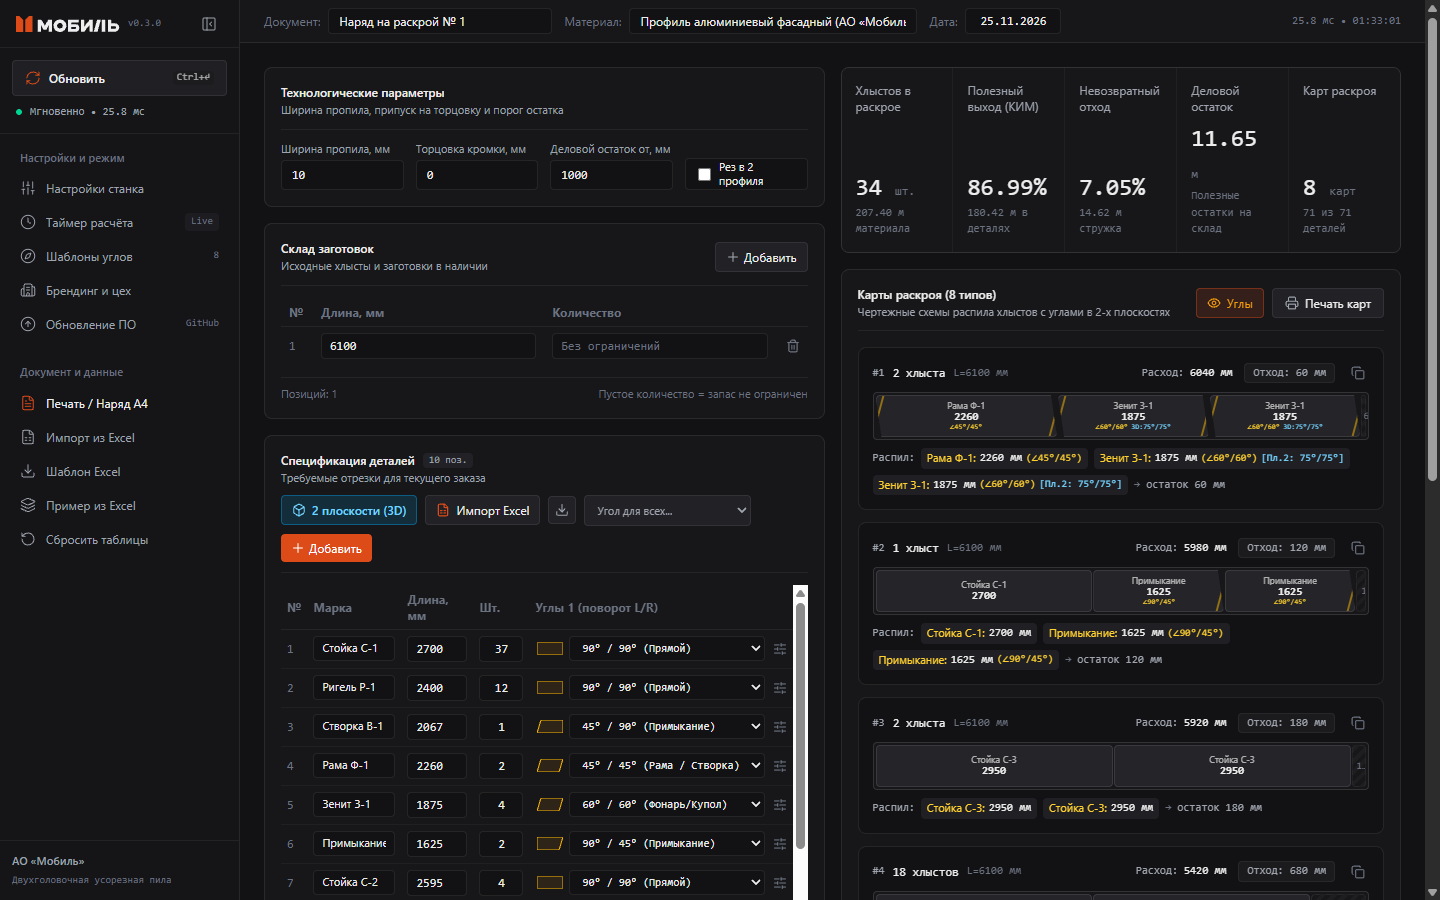 МОБИЛЬ v0.3.0
Обновить Ctrl+↵
Мгновенно • 25.8 мс
Настройки и режим
Настройки станка
Таймер расчёта Live
Шаблоны углов 8
Брендинг и цех
Обновление ПО GitHub
Документ и данные
Печать / Наряд А4
Импорт из Excel
Шаблон Excel
Пример из Excel
Сбросить таблицы
АО «Мобиль»
Двухголовочная усорезная пила
Документ: Наряд на раскрой № 1 Материал: Профиль алюминиевый фасадный (АО «Мобиль Дата: 25.11.2026 25.8 мс • 01:33:01
Технологические параметры
Ширина пропила, припуск на торцовку и порог остатка
Ширина пропила, мм Торцовка кромки, мм Деловой остаток от, мм
10 0 1000 Рез в 2 профиля
Склад заготовок
Исходные хлысты и заготовки в наличии
Добавить
№ Длина, мм Количество
1 6100 Без ограничений
Позиций: 1 Пустое количество = запас не ограничен
Спецификация деталей 10 поз.
Требуемые отрезки для текущего заказа
2 плоскости (3D) Импорт Excel Угол для всех...
Добавить
№ Марка Длина, мм Шт. Углы 1 (поворот L/R)
1 Стойка С-1 2700 37 90° / 90° (Прямой)
2 Ригель Р-1 2400 12 90° / 90° (Прямой)
3 Створка В-1 2067 1 45° / 90° (Примыкание)
4 Рама Ф-1 2260 2 45° / 45° (Рама / Створка)
5 Зенит З-1 1875 4 60° / 60° (Фонарь/Купол)
6 Примыкание 1625 2 90° / 45° (Примыкание)
7 Стойка С-2 2595 4 90° / 90° (Прямой)
Хлыстов в раскрое
34 шт.
207.40 м материала
Полезный выход (КИМ)
86.99%
180.42 м в деталях
Невозвратный отход
7.05%
14.62 м стружка
Деловой остаток
11.65
м
Полезные остатки на склад
Карт раскроя
8 карт
71 из 71 деталей
Карты раскроя (8 типов)
Чертежные схемы распила хлыстов с углами в 2-х плоскостях
Углы Печать карт
#1 2 хлыста L=6100 мм Расход: 6040 мм Отход: 60 мм
Рама Ф-1 Зенит З-1 Зенит З-1
2260 1875 1875
∠45°/45° ∠60°/60° 3D:75°/75° ∠60°/60° 3D:75°/75°
Распил: Рама Ф-1: 2260 мм (∠45°/45°) Зенит З-1: 1875 мм (∠60°/60°) [Пл.2: 75°/75°]
Зенит З-1: 1875 мм (∠60°/60°) [Пл.2: 75°/75°] → остаток 60 мм
#2 1 хлыст L=6100 мм Расход: 5980 мм Отход: 120 мм
Стойка С-1 Примыкание Примыкание
2700 1625 1625
∠90°/45° ∠90°/45°
Распил: Стойка С-1: 2700 мм Примыкание: 1625 мм (∠90°/45°)
Примыкание: 1625 мм (∠90°/45°) → остаток 120 мм
#3 2 хлыста L=6100 мм Расход: 5920 мм Отход: 180 мм
Стойка С-3 Стойка С-3
2950 2950
Распил: Стойка С-3: 2950 мм Стойка С-3: 2950 мм → остаток 180 мм
#4 18 хлыстов L=6100 мм Расход: 5420 мм Отход: 680 мм